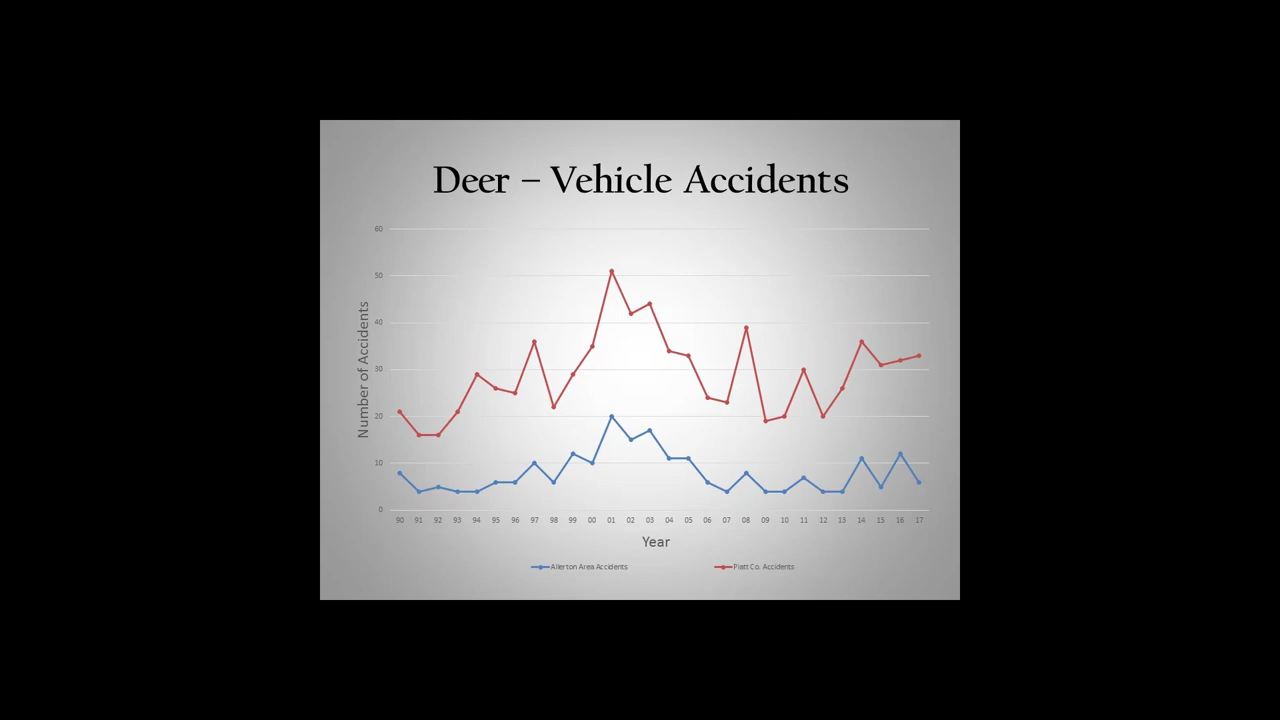 Deer – Vehicle Accidents
60
50
40
30
20
10
0
Number of Accidents
90 91 92 93 94 95 96 97 98 99 00 01 02 03 04 05 06 07 08 09 10 11 12 13 14 15 16 17
Year
Allerton Area Accidents Piatt Co. Accidents